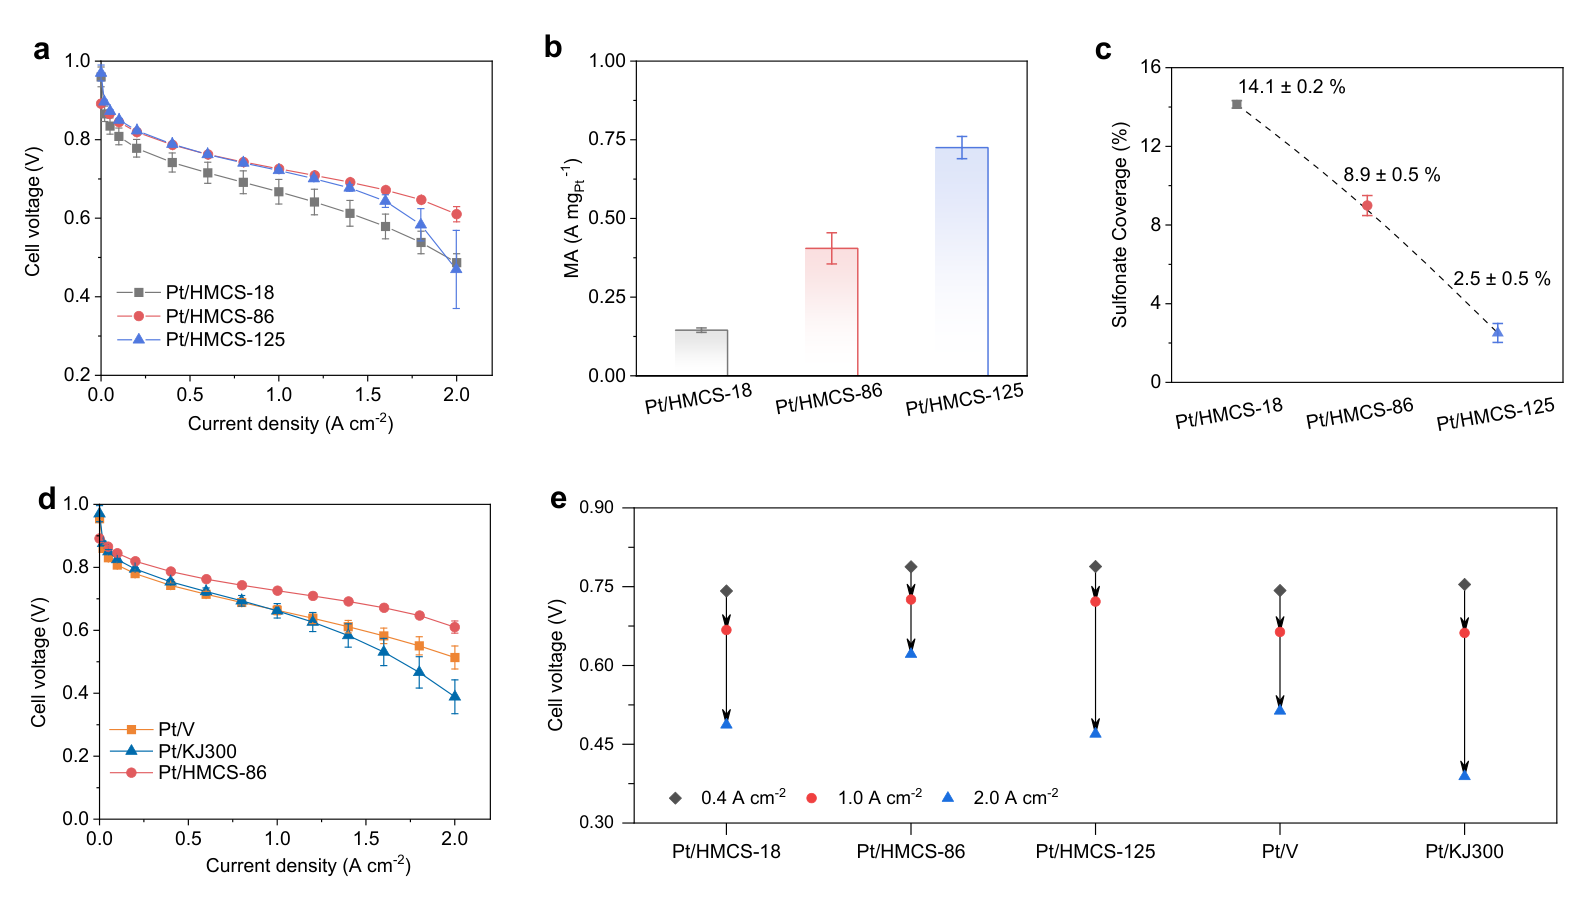 a
1.0
0.8
0.6
0.4
0.2
Cell voltage (V)
Pt/HMCS-18
Pt/HMCS-86
Pt/HMCS-125
0.0 0.5 1.0 1.5 2.0
Current density (A cm-2)
b
1.00
0.75
0.50
0.25
0.00
MA (A mgPt-1)
Pt/HMCS-18 Pt/HMCS-86 Pt/HMCS-125
c
16
12
8
4
0
Sulfonate Coverage (%)
14.1 ± 0.2 %
8.9 ± 0.5 %
2.5 ± 0.5 %
Pt/HMCS-18 Pt/HMCS-86 Pt/HMCS-125
d
1.0
0.8
0.6
0.4
0.2
0.0
Cell voltage (V)
Pt/V
Pt/KJ300
Pt/HMCS-86
0.0 0.5 1.0 1.5 2.0
Current density (A cm-2)
e
0.90
0.75
0.60
0.45
0.30
Cell voltage (V)
0.4 A cm-2 1.0 A cm-2 2.0 A cm-2
Pt/HMCS-18 Pt/HMCS-86 Pt/HMCS-125 Pt/V Pt/KJ300